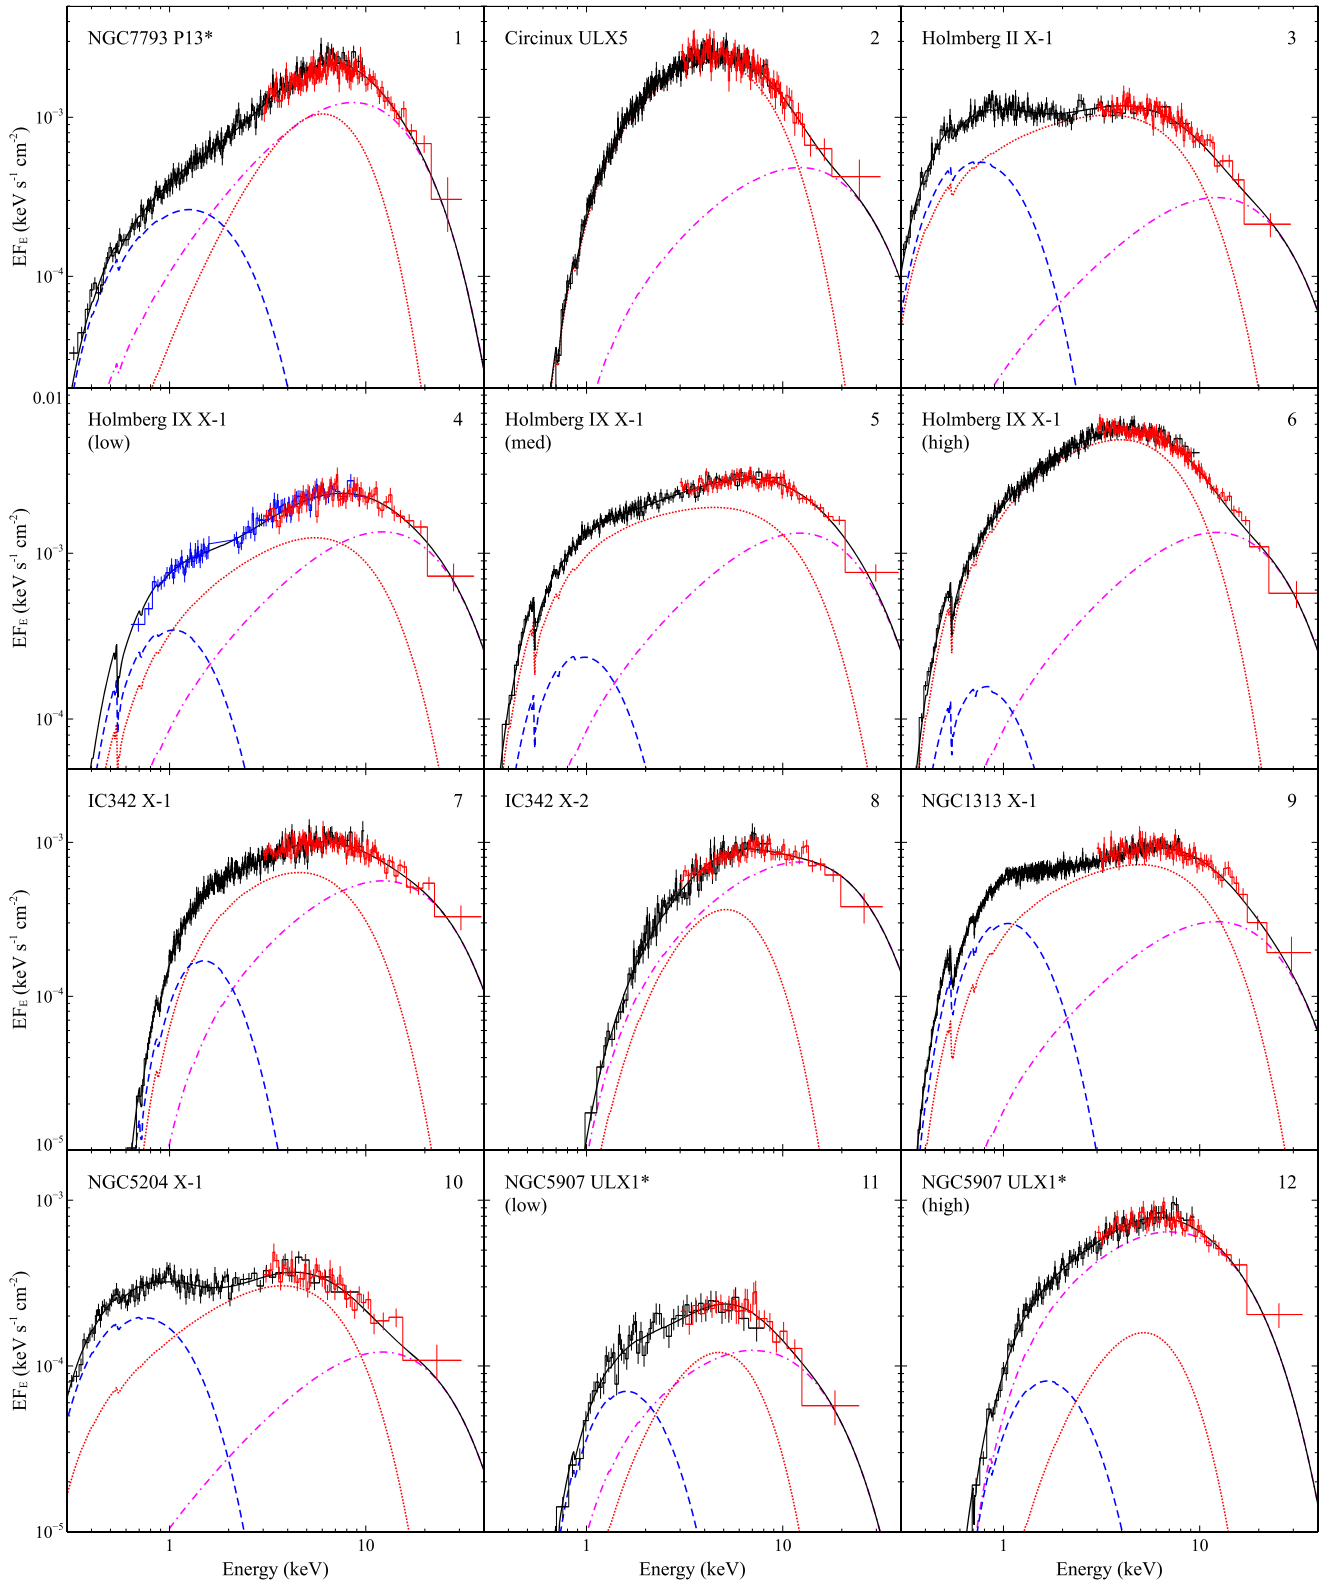 NGC7793 P13* 1
Circinux ULX5 2
Holmberg II X-1 3
10⁻³
10⁻⁴
EF_E (keV s⁻¹ cm⁻²)
0.01
Holmberg IX X-1 4
(low)
Holmberg IX X-1 5
(med)
Holmberg IX X-1 6
(high)
10⁻³
10⁻⁴
EF_E (keV s⁻¹ cm⁻²)
IC342 X-1 7
IC342 X-2 8
NGC1313 X-1 9
10⁻³
10⁻⁴
10⁻⁵
EF_E (keV s⁻¹ cm⁻²)
NGC5204 X-1 10
NGC5907 ULX1* 11
(low)
NGC5907 ULX1* 12
(high)
10⁻³
10⁻⁴
10⁻⁵
EF_E (keV s⁻¹ cm⁻²)
1 10 1 10 1 10
Energy (keV) Energy (keV) Energy (keV)